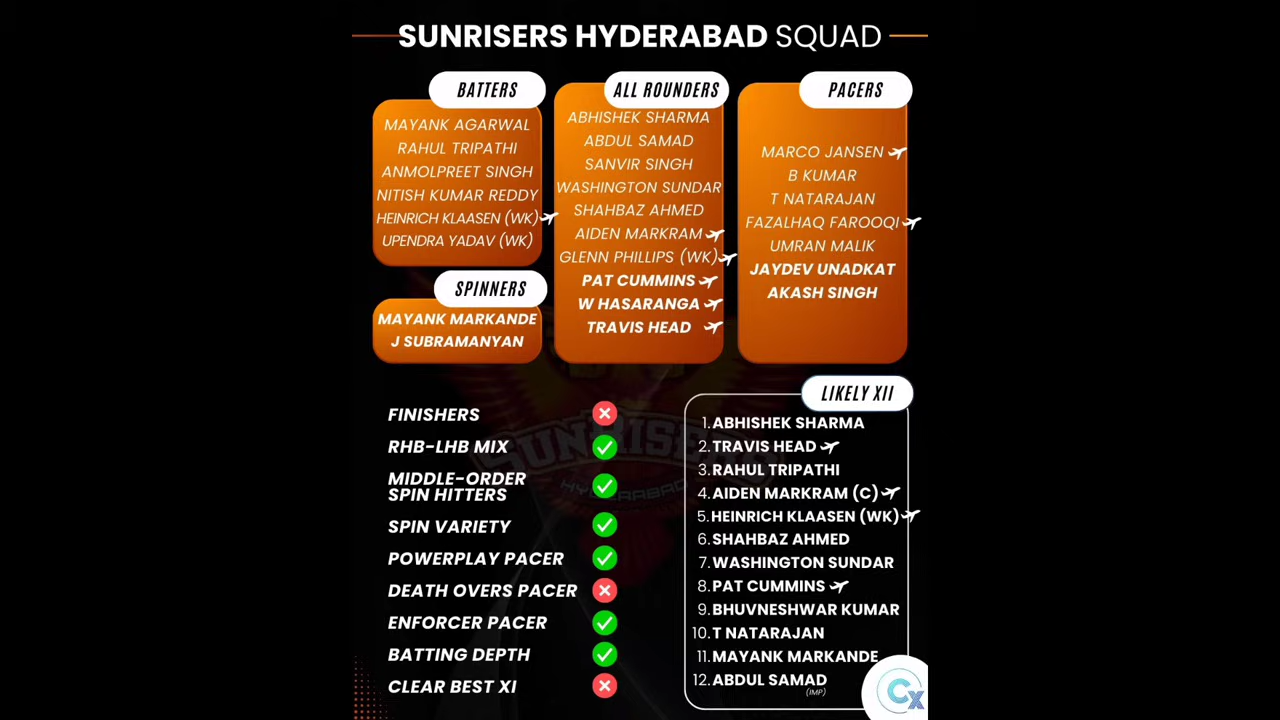 SUNRISERS HYDERABAD SQUAD
BATTERS
MAYANK AGARWAL
RAHUL TRIPATHI
ANMOLPREET SINGH
NITISH KUMAR REDDY
HEINRICH KLAASEN (WK)
UPENDRA YADAV (WK)
SPINNERS
MAYANK MARKANDE
J SUBRAMANYAN
ALL ROUNDERS
ABHISHEK SHARMA
ABDUL SAMAD
SANVIR SINGH
WASHINGTON SUNDAR
SHAHBAZ AHMED
AIDEN MARKRAM
GLENN PHILLIPS (WK)
PAT CUMMINS
W HASARANGA
TRAVIS HEAD
PACERS
MARCO JANSEN
B KUMAR
T NATARAJAN
FAZALHAQ FAROOQI
UMRAN MALIK
JAYDEV UNADKAT
AKASH SINGH
FINISHERS
RHB-LHB MIX
MIDDLE-ORDER
SPIN HITTERS
SPIN VARIETY
POWERPLAY PACER
DEATH OVERS PACER
ENFORCER PACER
BATTING DEPTH
CLEAR BEST XI
LIKELY XII
1. ABHISHEK SHARMA
2. TRAVIS HEAD
3. RAHUL TRIPATHI
4. AIDEN MARKRAM (C)
5. HEINRICH KLAASEN (WK)
6. SHAHBAZ AHMED
7. WASHINGTON SUNDAR
8. PAT CUMMINS
9. BHUVNESHWAR KUMAR
10. T NATARAJAN
11. MAYANK MARKANDE
12. ABDUL SAMAD
(IMP)
SUNRISERS
HYDERABAD
CX